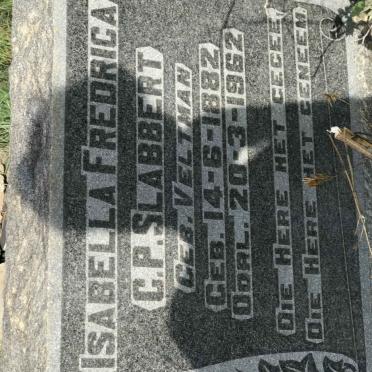 ISABELLA FREDRICA
C.P. SLABBERT
GEB. VELTMAN
GEB. 14-6-1882
OORL. 20-3-1962
DIE HERE HET GEGEE
DIE HERE HET GENEEM